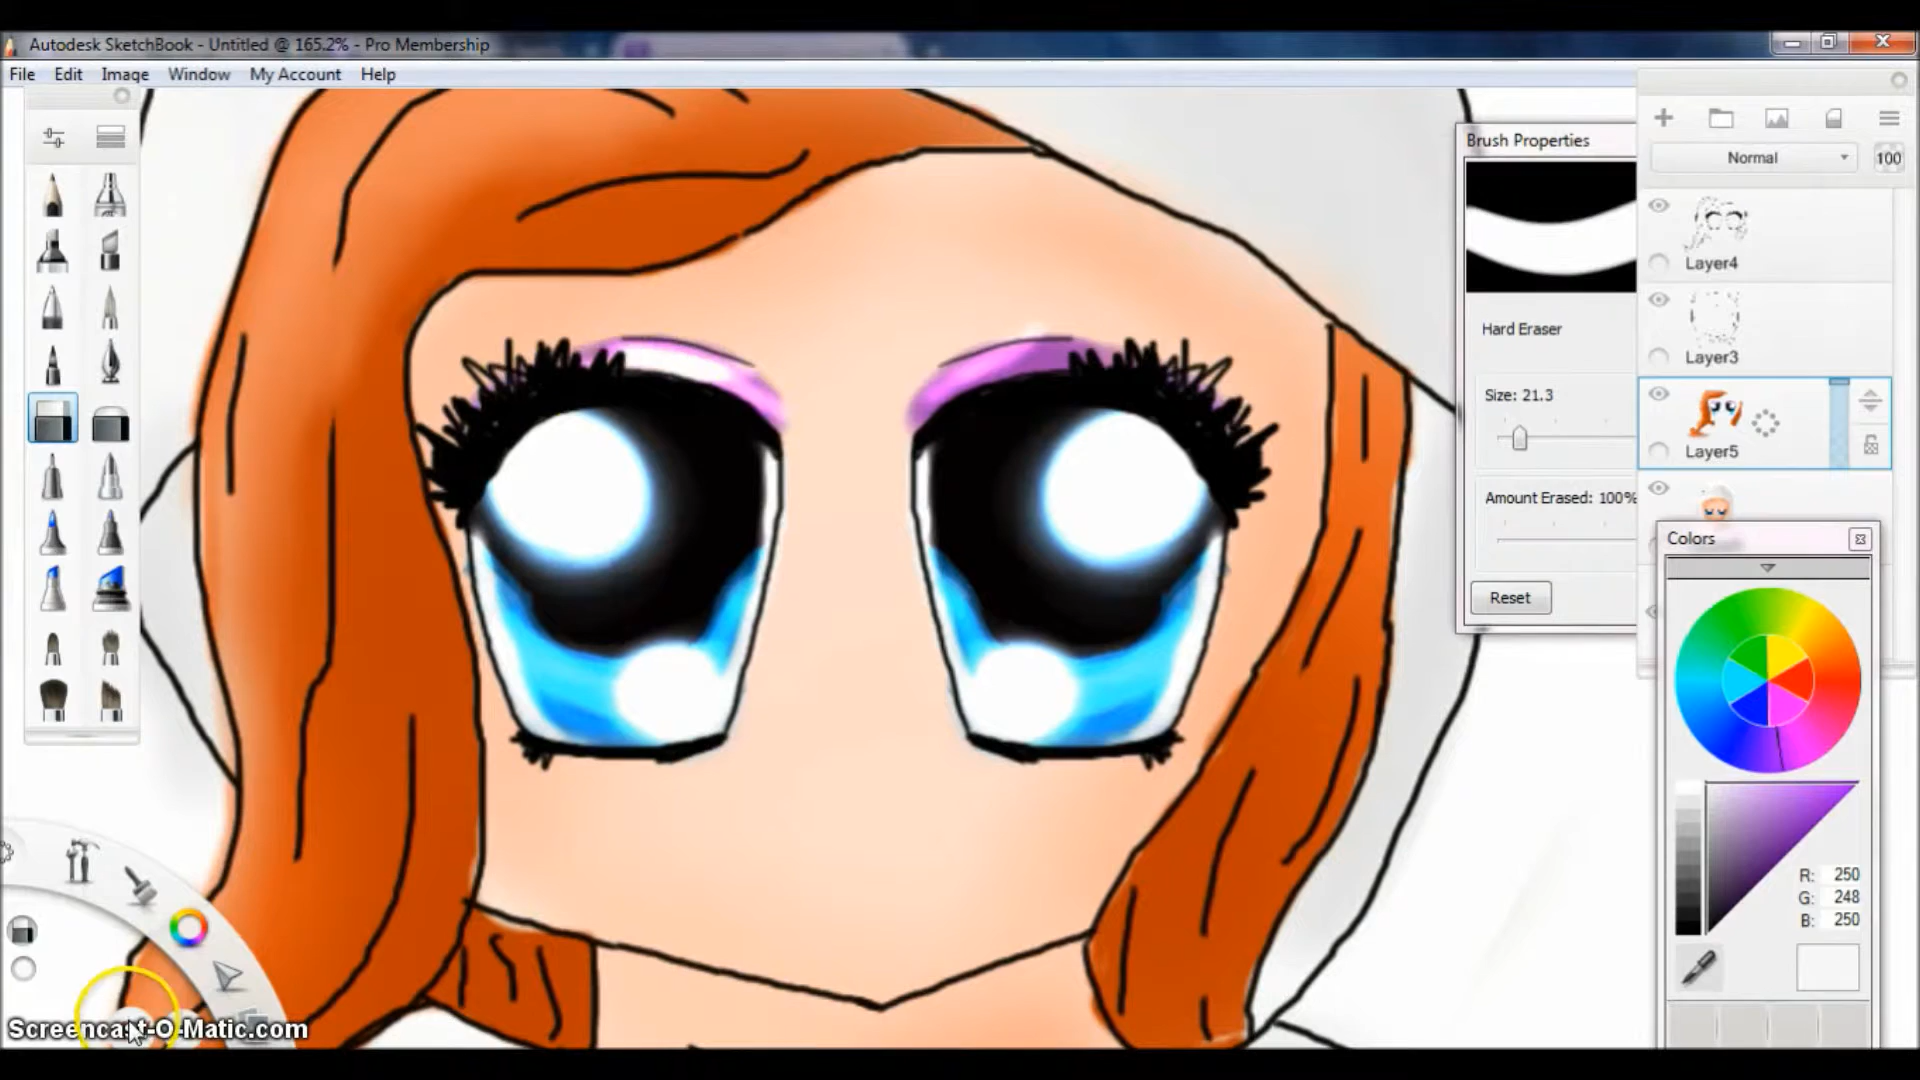 Autodesk SketchBook - Untitled @ 165.2% - Pro Membership
File Edit Image Window My Account Help
Brush Properties
Normal 100
Layer4
Hard Eraser
Layer3
Size: 21.3
Layer5
Amount Erased: 100%
Colors
Reset
R: 250
G: 248
B: 250
Screencast-O-Matic.com